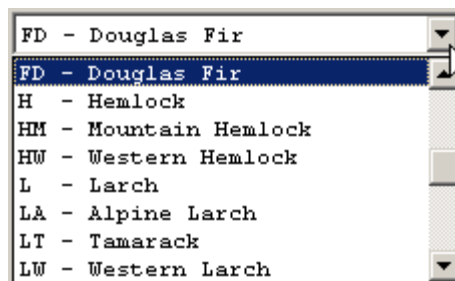 FD - Douglas Fir
FD - Douglas Fir
H  - Hemlock
HM - Mountain Hemlock
HW - Western Hemlock
L  - Larch
LA - Alpine Larch
LT - Tamarack
LW - Western Larch